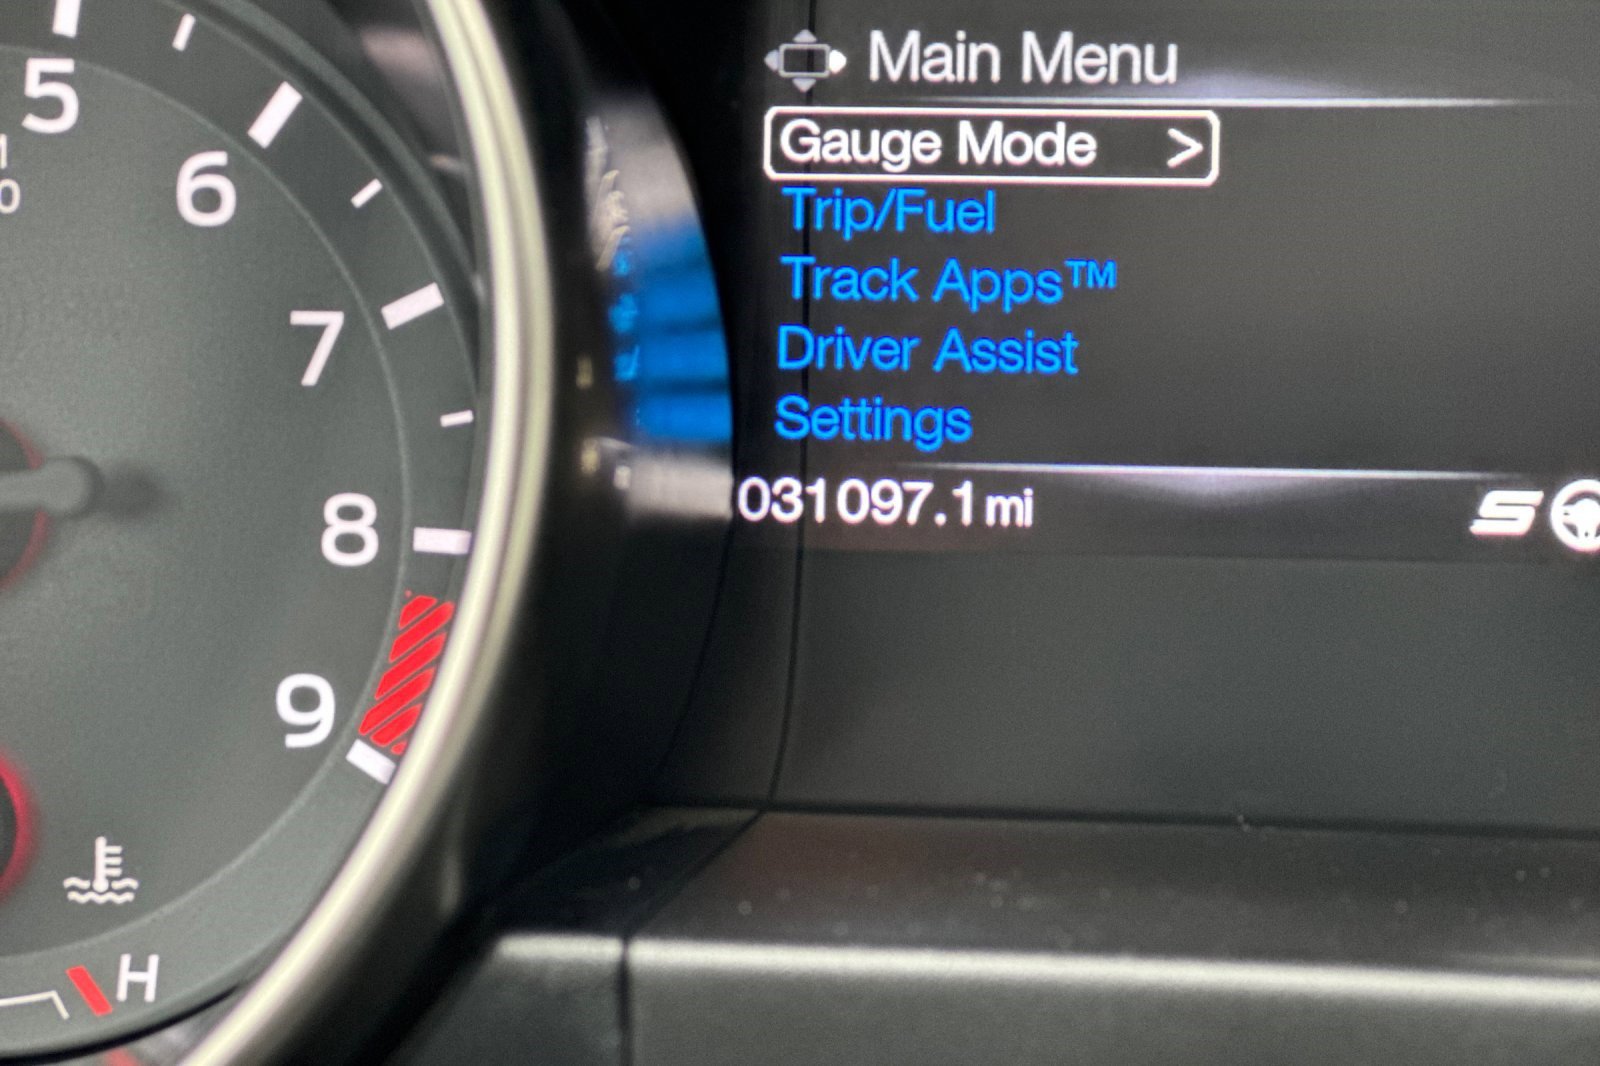 Main Menu
Gauge Mode >
Trip/Fuel
Track Apps™
Driver Assist
Settings
031097.1 mi
S
5
6
7
8
9
H